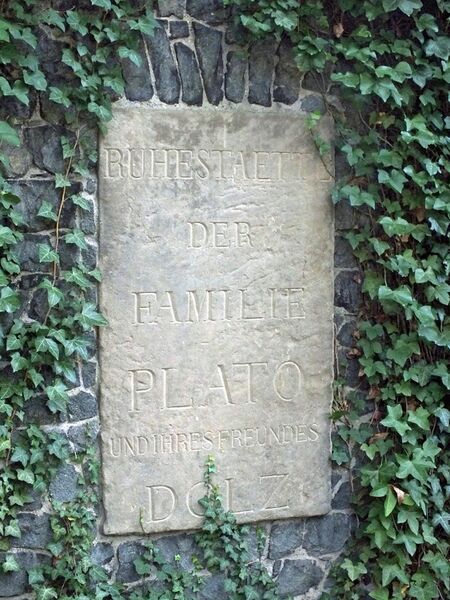 RUHESTAETTE
DER
FAMILIE
PLATO
UND IHRES FREUNDES
DOLZ